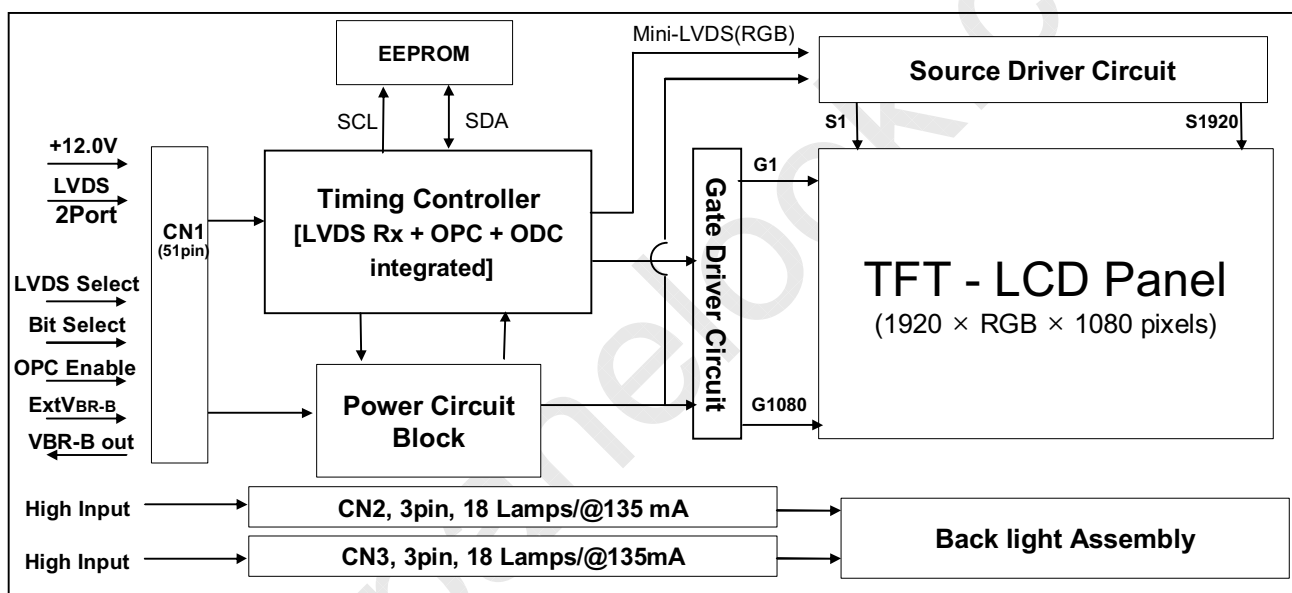 EEPROM
Mini-LVDS(RGB)
Source Driver Circuit
SCL
SDA
S1
S1920
+12.0V
LVDS
2Port
CN1
(51pin)
Timing Controller
[LVDS Rx + OPC + ODC
integrated]
G1
Gate Driver Circuit
TFT - LCD Panel
(1920 × RGB × 1080 pixels)
LVDS Select
Bit Select
OPC Enable
ExtVBR-B
VBR-B out
Power Circuit
Block
G1080
High Input
CN2, 3pin, 18 Lamps/@135 mA
Back light Assembly
High Input
CN3, 3pin, 18 Lamps/@135mA